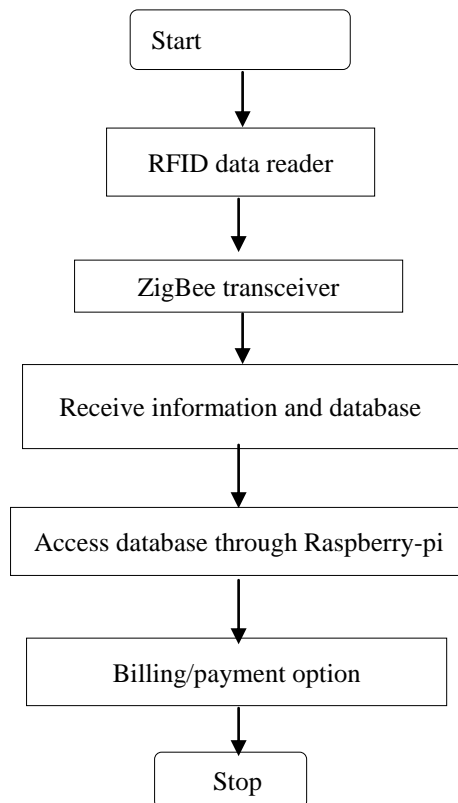 Start
RFID data reader
ZigBee transceiver
Receive information and database
Access database through Raspberry-pi
Billing/payment option
Stop